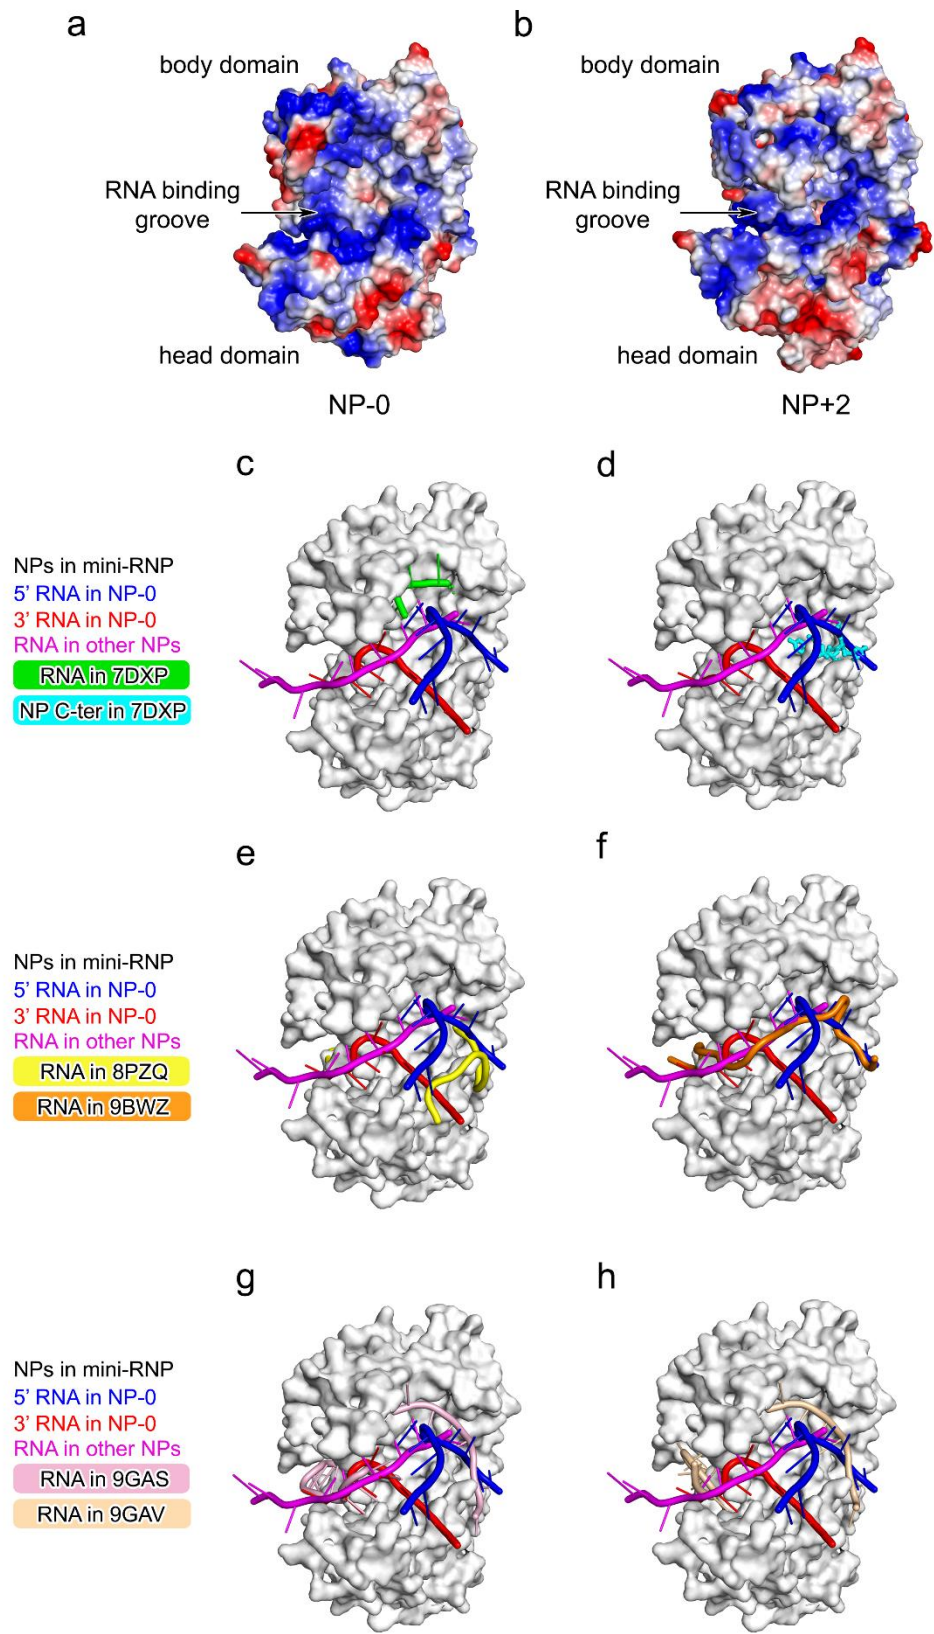 a
b
body domain
body domain
RNA binding
groove
RNA binding
groove
head domain
head domain
NP-0
NP+2
c
d
NPs in mini-RNP
5' RNA in NP-0
3' RNA in NP-0
RNA in other NPs
RNA in 7DXP
NP C-ter in 7DXP
e
f
NPs in mini-RNP
5' RNA in NP-0
3' RNA in NP-0
RNA in other NPs
RNA in 8PZQ
RNA in 9BWZ
g
h
NPs in mini-RNP
5' RNA in NP-0
3' RNA in NP-0
RNA in other NPs
RNA in 9GAS
RNA in 9GAV